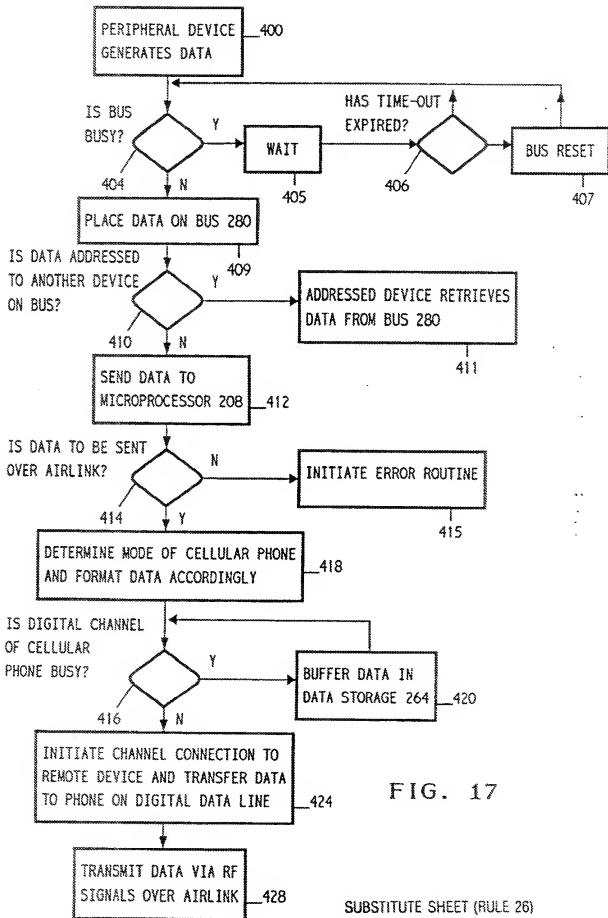 PERIPHERAL DEVICE
GENERATES DATA
400
IS BUS
BUSY?
Y
404
N
WAIT
405
HAS TIME-OUT
EXPIRED?
406
BUS RESET
407
PLACE DATA ON BUS 280
409
IS DATA ADDRESSED
TO ANOTHER DEVICE
ON BUS?
Y
410
N
ADDRESSED DEVICE RETRIEVES
DATA FROM BUS 280
411
SEND DATA TO
MICROPROCESSOR 208
412
IS DATA TO BE SENT
OVER AIRLINK?
N
414
Y
INITIATE ERROR ROUTINE
415
DETERMINE MODE OF CELLULAR PHONE
AND FORMAT DATA ACCORDINGLY
418
IS DIGITAL CHANNEL
OF CELLULAR
PHONE BUSY?
Y
416
N
BUFFER DATA IN
DATA STORAGE 264
420
INITIATE CHANNEL CONNECTION TO
REMOTE DEVICE AND TRANSFER DATA
TO PHONE ON DIGITAL DATA LINE
424
FIG. 17
TRANSMIT DATA VIA RF
SIGNALS OVER AIRLINK
428
SUBSTITUTE SHEET (RULE 26)